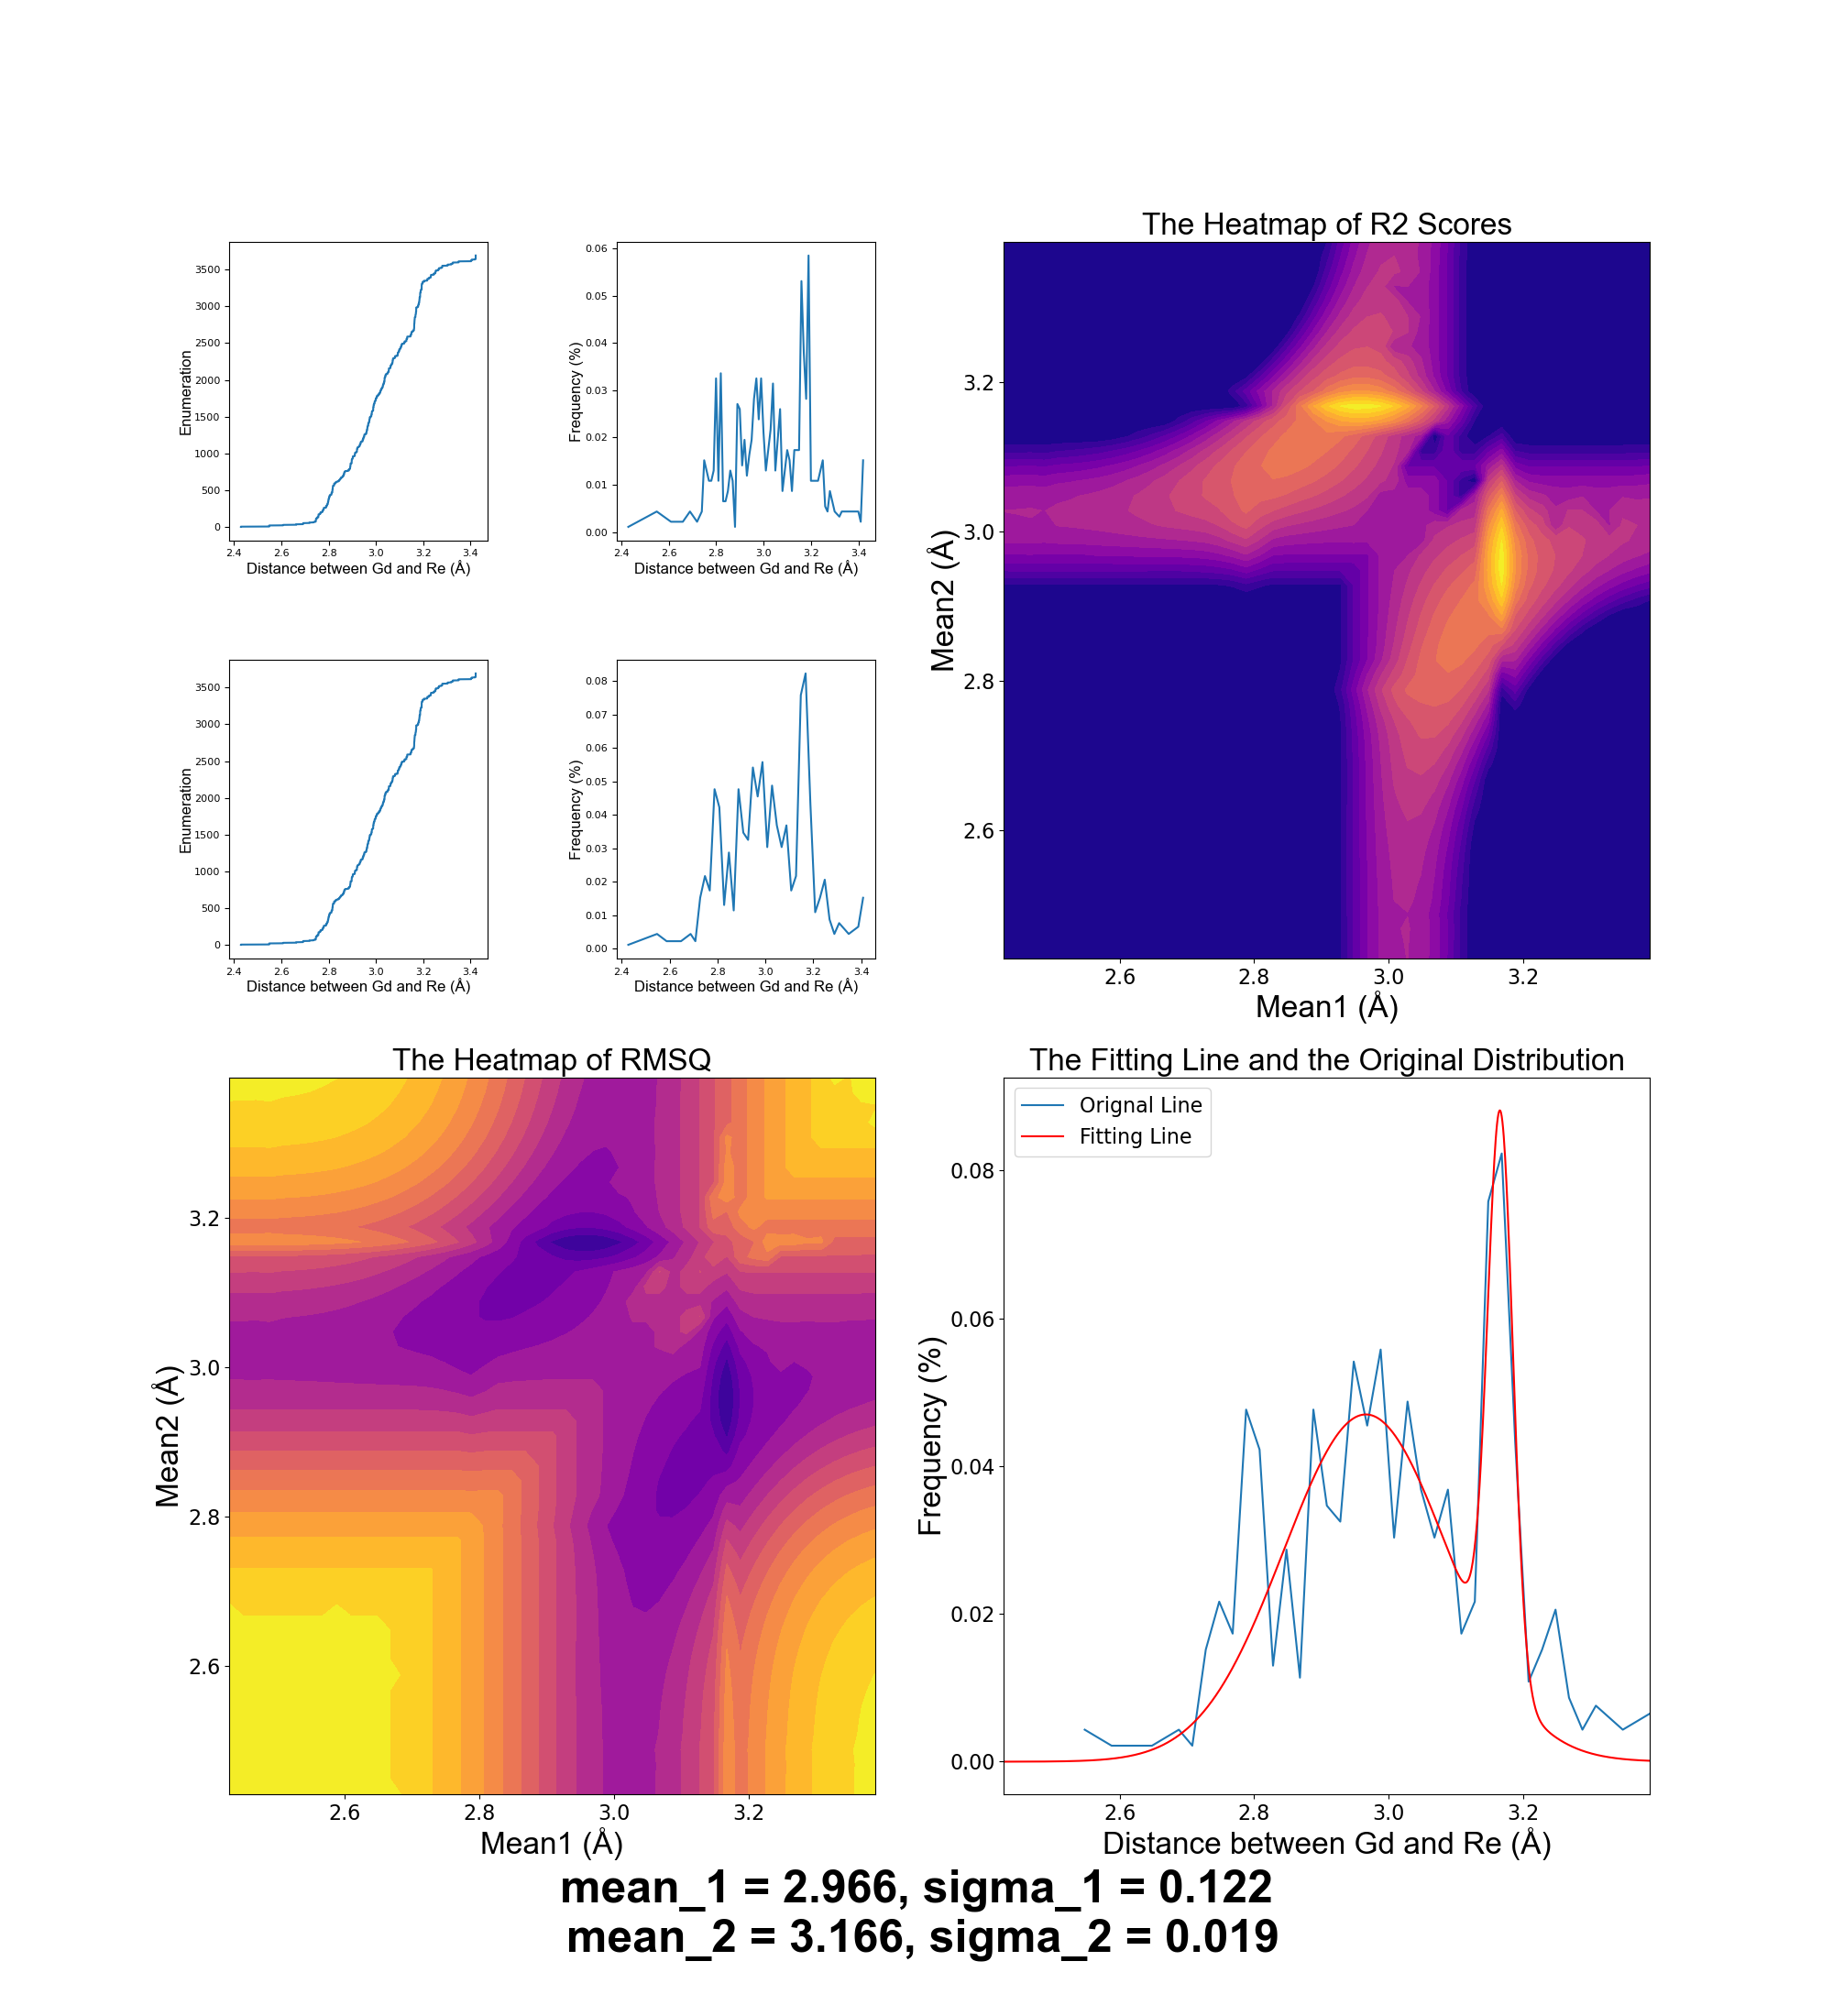 The Heatmap of R2 Scores
3500
3000
2500
2000
1500
1000
500
0
Enumeration
2.4 2.6 2.8 3.0 3.2 3.4
Distance between Gd and Re (Å)
0.06
0.05
0.04
0.03
0.02
0.01
0.00
Frequency (%)
2.4 2.6 2.8 3.0 3.2 3.4
Distance between Gd and Re (Å)
3.2
3.0
2.8
2.6
Mean2 (Å)
2.6 2.8 3.0 3.2
Mean1 (Å)
3500
3000
2500
2000
1500
1000
500
0
Enumeration
2.4 2.6 2.8 3.0 3.2 3.4
Distance between Gd and Re (Å)
0.08
0.07
0.06
0.05
0.04
0.03
0.02
0.01
0.00
Frequency (%)
2.4 2.6 2.8 3.0 3.2 3.4
Distance between Gd and Re (Å)
The Heatmap of RMSQ
3.2
3.0
2.8
2.6
Mean2 (Å)
2.6 2.8 3.0 3.2
Mean1 (Å)
The Fitting Line and the Original Distribution
Orignal Line
Fitting Line
0.08
0.06
0.04
0.02
0.00
Frequency (%)
2.6 2.8 3.0 3.2
Distance between Gd and Re (Å)
mean_1 = 2.966, sigma_1 = 0.122
mean_2 = 3.166, sigma_2 = 0.019